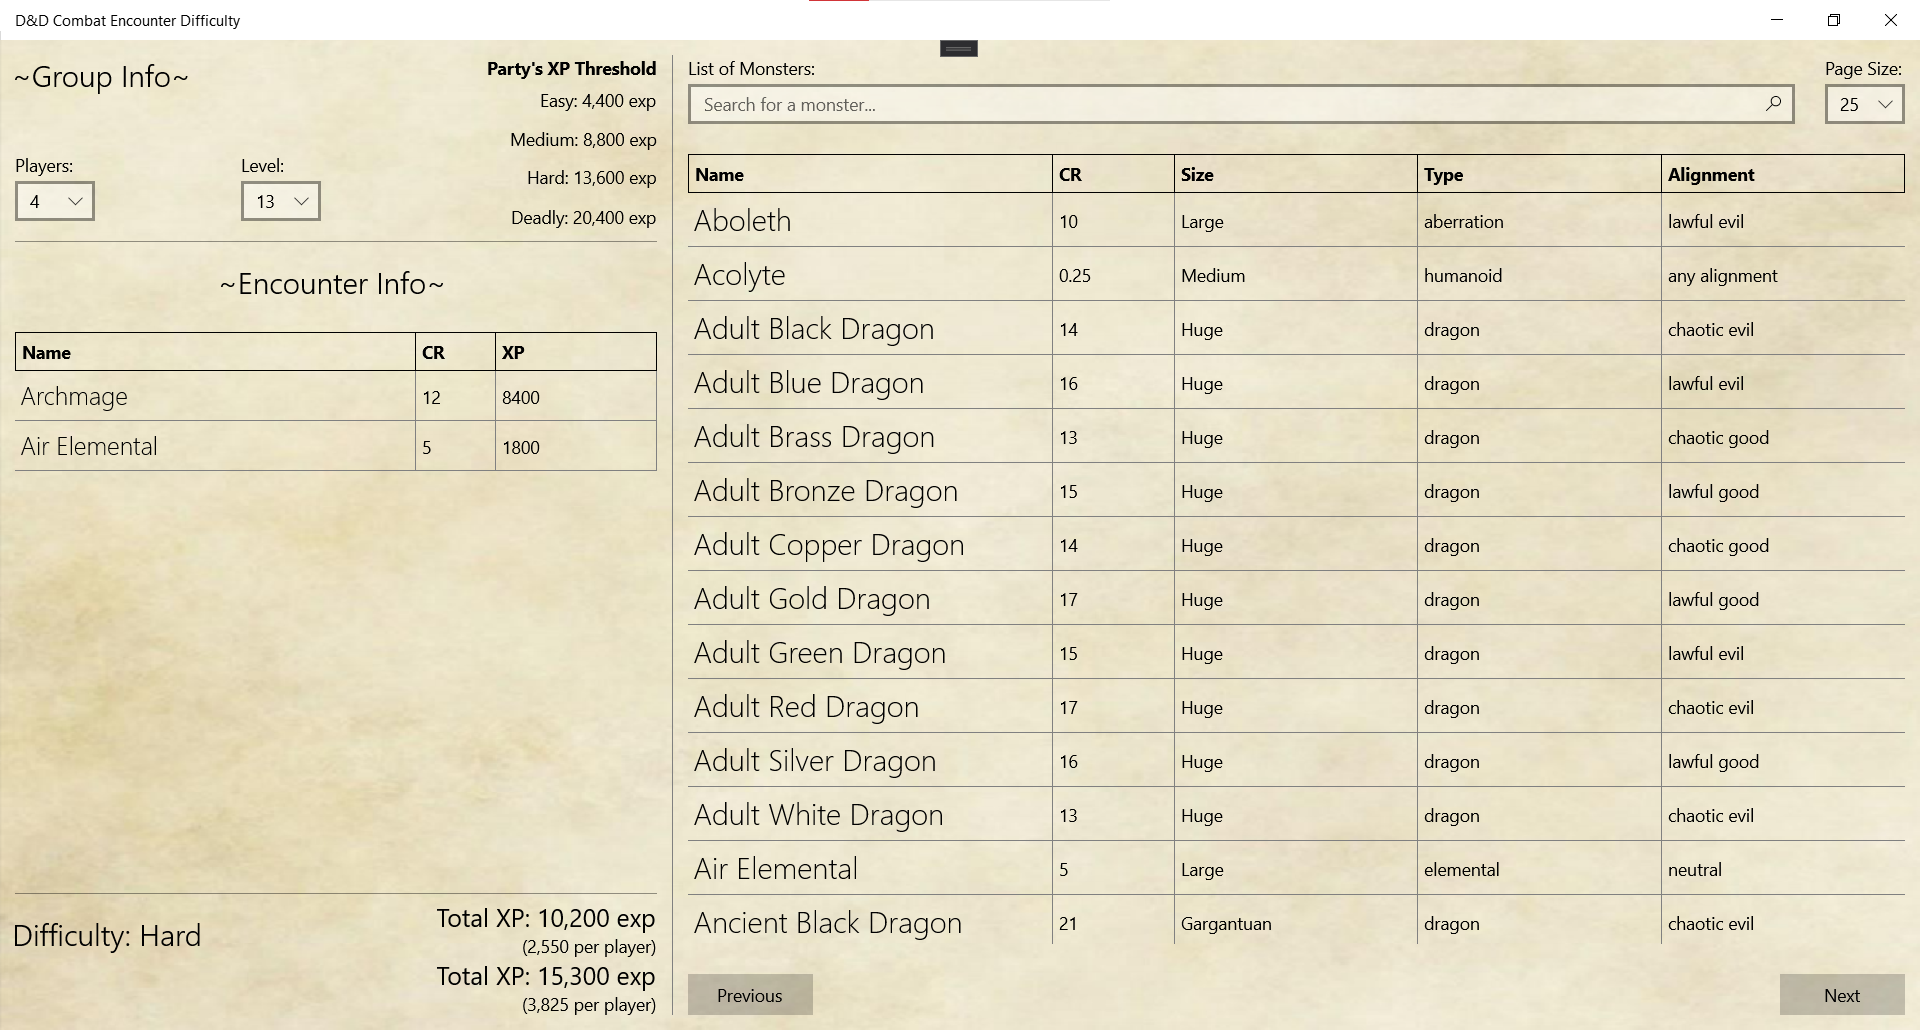 D&D Combat Encounter Difficulty
~Group Info~
Party's XP Threshold
Easy: 4,400 exp
Medium: 8,800 exp
Hard: 13,600 exp
Deadly: 20,400 exp
Players:
Level:
4
13
~Encounter Info~
Name CR XP
Archmage 12 8400
Air Elemental 5 1800
Difficulty: Hard
Total XP: 10,200 exp
(2,550 per player)
Total XP: 15,300 exp
(3,825 per player)
List of Monsters:
Page Size:
Search for a monster...
25
Name CR Size Type Alignment
Aboleth 10 Large aberration lawful evil
Acolyte 0.25 Medium humanoid any alignment
Adult Black Dragon 14 Huge dragon chaotic evil
Adult Blue Dragon 16 Huge dragon lawful evil
Adult Brass Dragon 13 Huge dragon chaotic good
Adult Bronze Dragon 15 Huge dragon lawful good
Adult Copper Dragon 14 Huge dragon chaotic good
Adult Gold Dragon 17 Huge dragon lawful good
Adult Green Dragon 15 Huge dragon lawful evil
Adult Red Dragon 17 Huge dragon chaotic evil
Adult Silver Dragon 16 Huge dragon lawful good
Adult White Dragon 13 Huge dragon chaotic evil
Air Elemental 5 Large elemental neutral
Ancient Black Dragon 21 Gargantuan dragon chaotic evil
Previous
Next